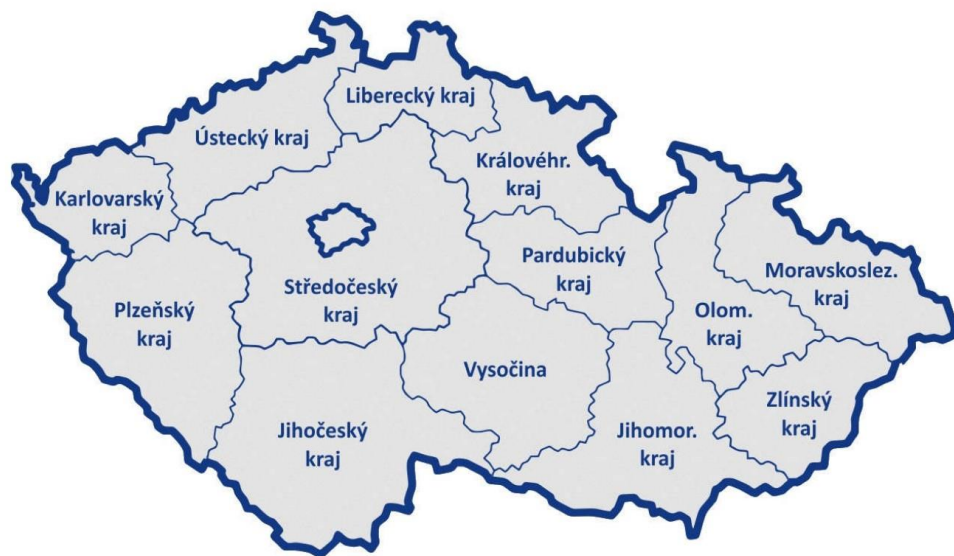 Liberecký kraj
Ústecký kraj
Královéhr.
kraj
Karlovarský
kraj
Pardubický
kraj
Moravskoslez.
kraj
Středočeský
kraj
Plzeňský
kraj
Olom.
kraj
Vysočina
Zlínský
kraj
Jihočeský
kraj
Jihomor.
kraj